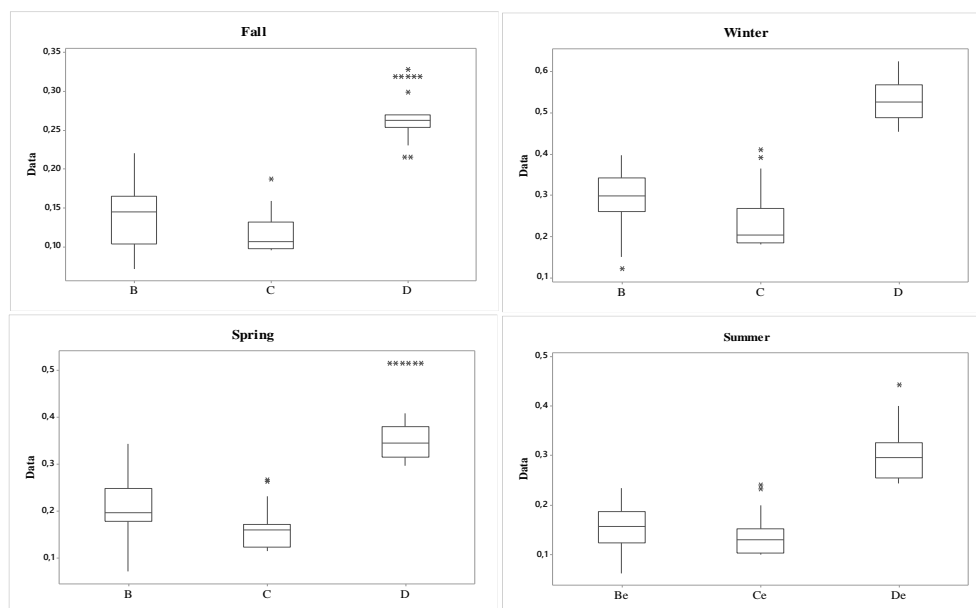 Fall
Data
0,35
0,30
0,25
0,20
0,15
0,10
B C D
Winter
Data
0,6
0,5
0,4
0,3
0,2
0,1
B C D
Spring
Data
0,5
0,4
0,3
0,2
0,1
B C D
Summer
Data
0,5
0,4
0,3
0,2
0,1
Be Ce De